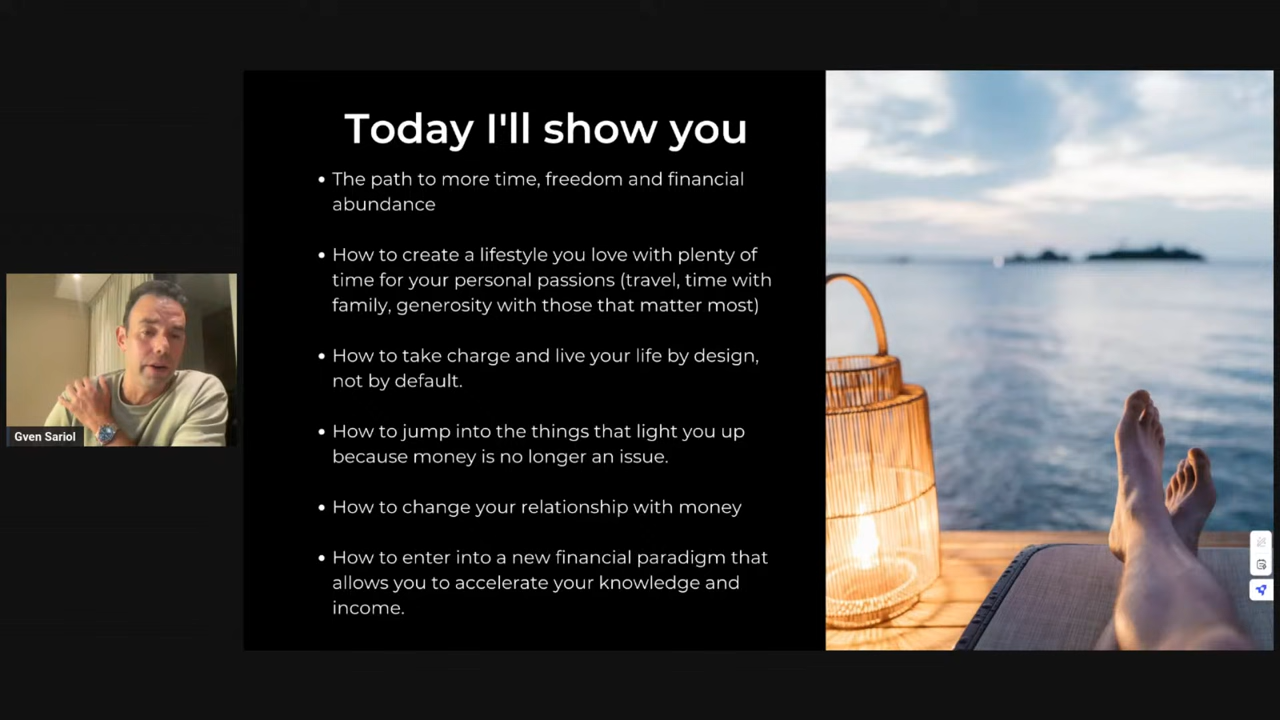 Today I'll show you
• The path to more time, freedom and financial
abundance
• How to create a lifestyle you love with plenty of
time for your personal passions (travel, time with
family, generosity with those that matter most)
• How to take charge and live your life by design,
not by default.
• How to jump into the things that light you up
because money is no longer an issue.
• How to change your relationship with money
• How to enter into a new financial paradigm that
allows you to accelerate your knowledge and
income.
Gven Sariol